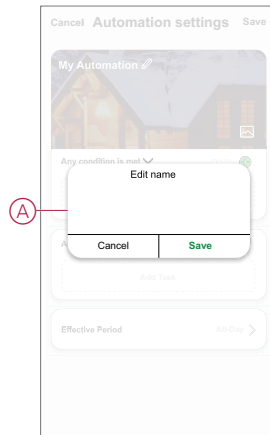 Cancel Automation settings Save
My Automation
Any condition is met
Edit name
A
Cancel Save
Add Task
Effective Period All-Day